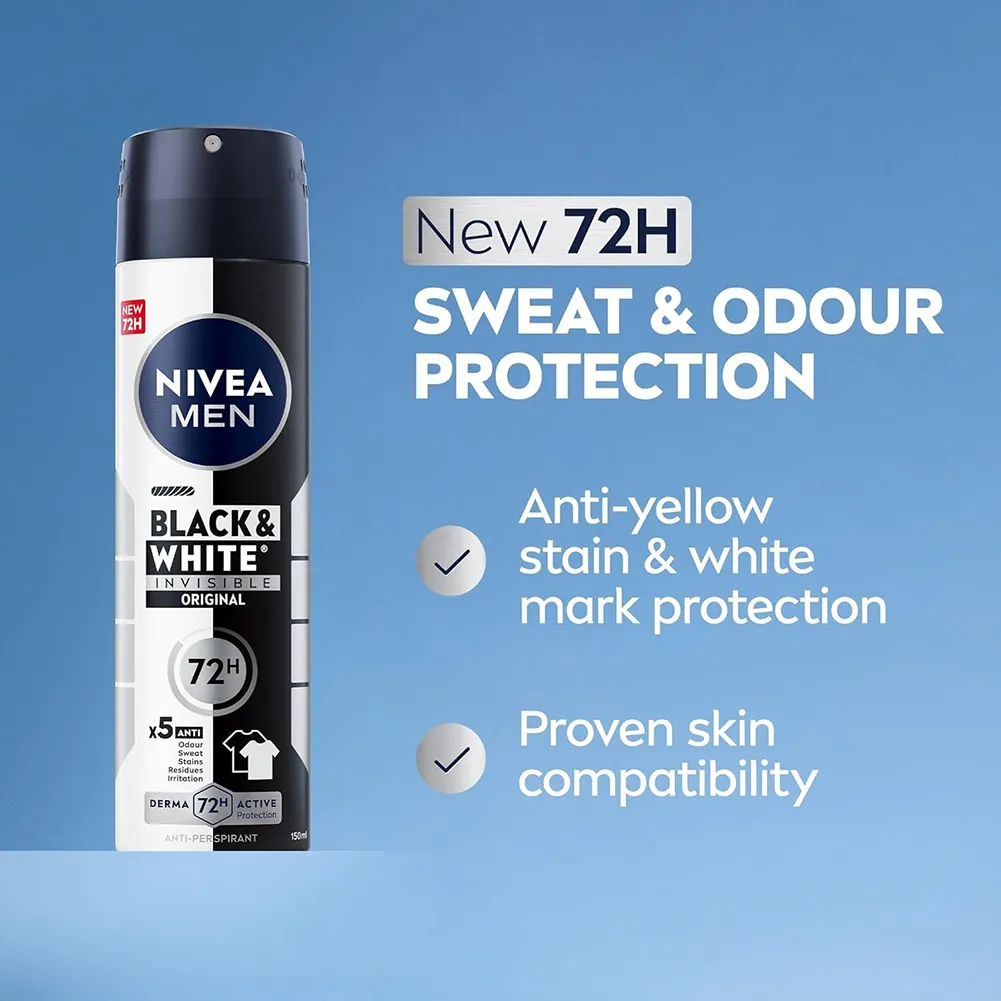 New 72H
SWEAT & ODOUR
PROTECTION
Anti-yellow
stain & white
mark protection
Proven skin
compatibility
NEW
72H
NIVEA
MEN
BLACK &
WHITE®
INVISIBLE
ORIGINAL
72H
x5 ANTI
Odour
Sweat
Stains
Residues
Irritation
DERMA 72H ACTIVE
Protection
ANTI-PERSPIRANT 150ml